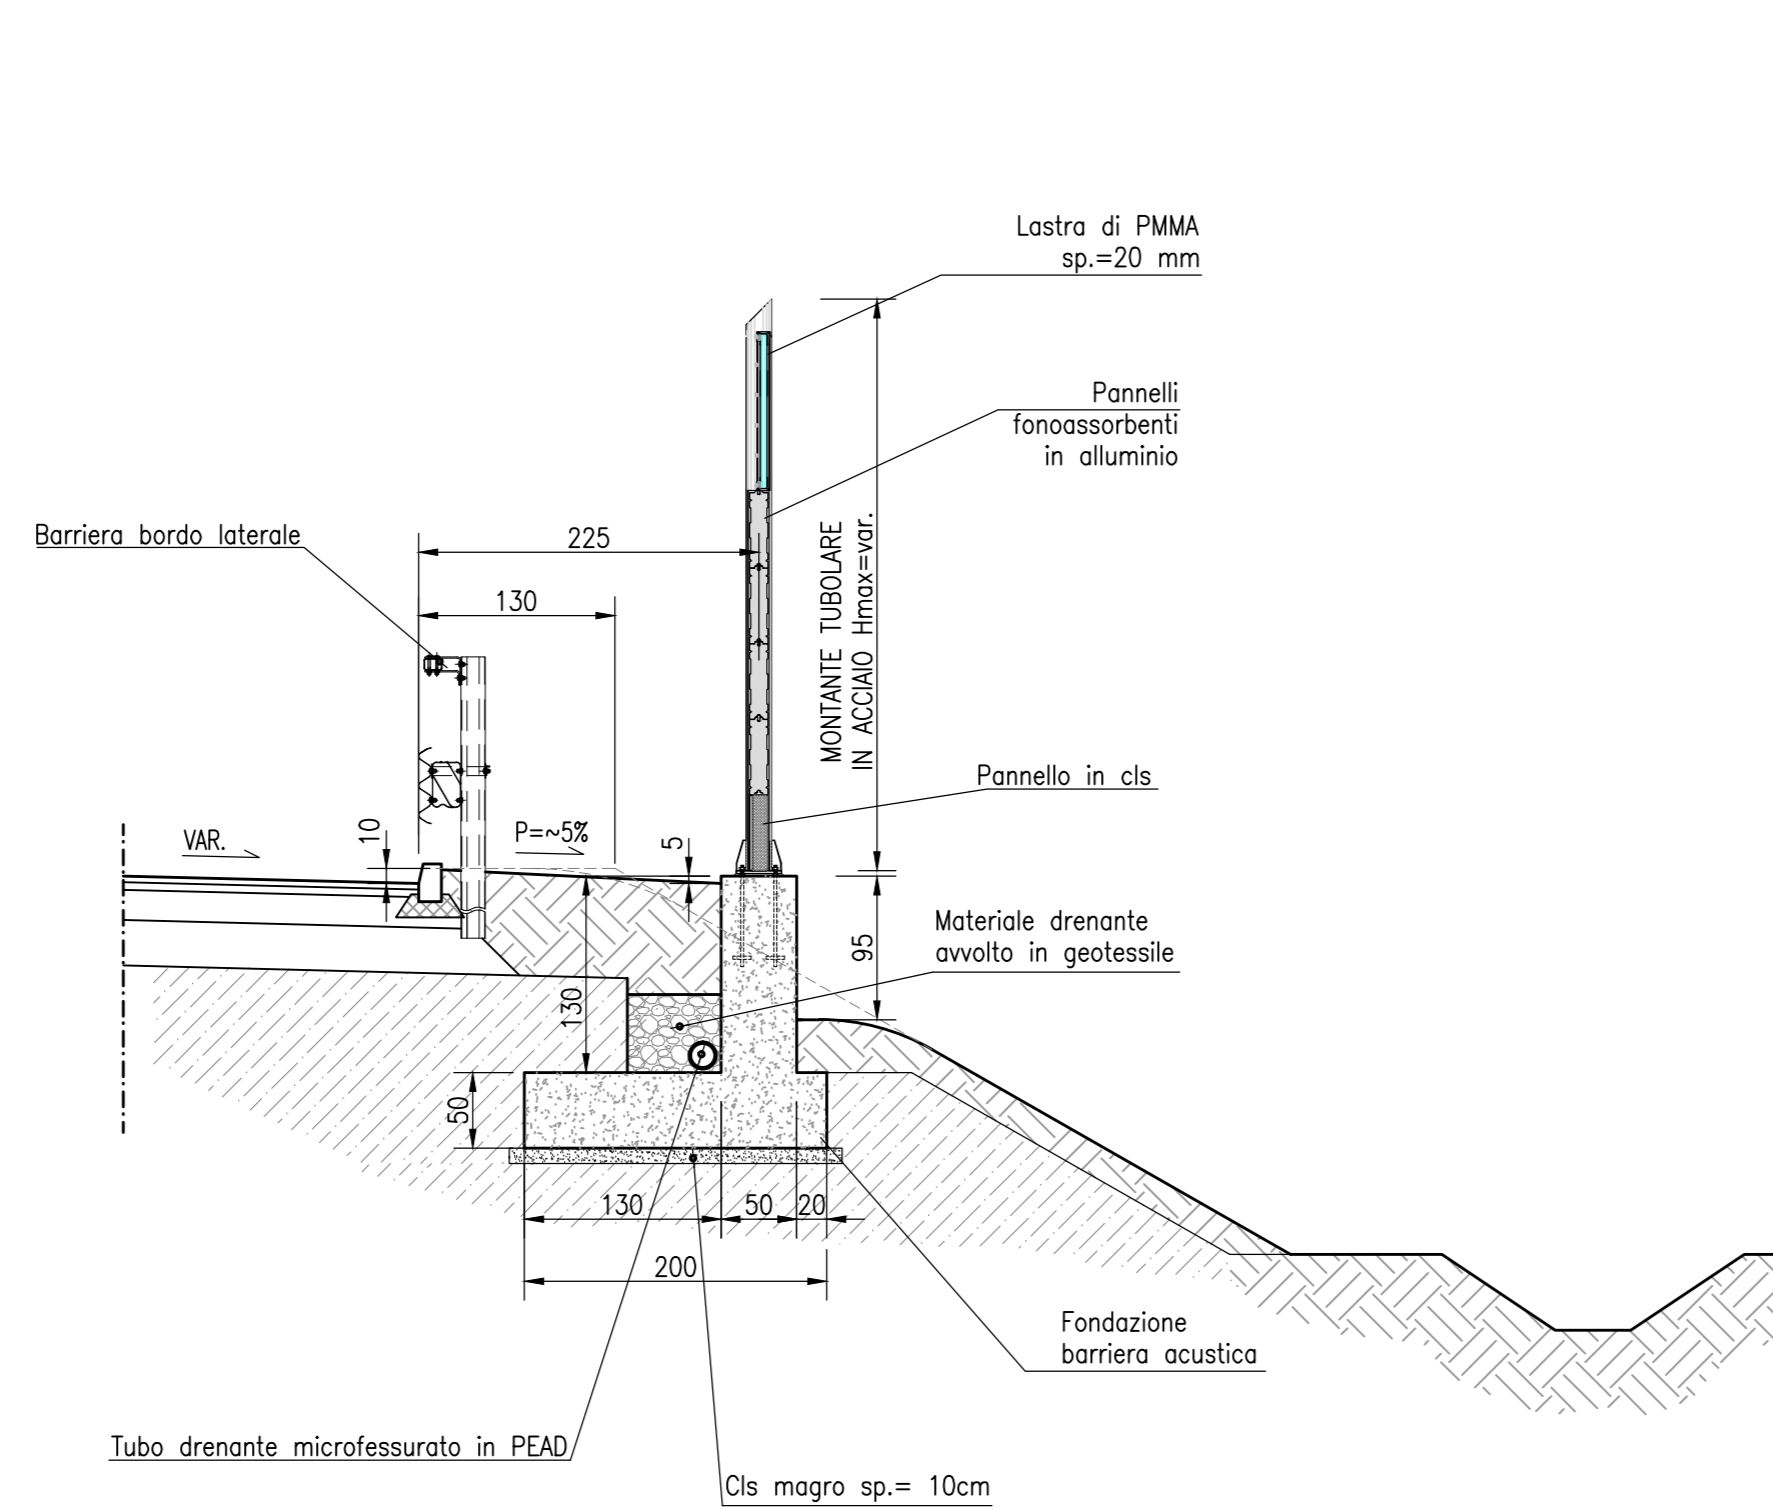 Lastra di PMMA
sp.=20 mm
Pannelli
fonoassorbenti
in alluminio
Barriera bordo laterale
225
130
MONTANTE TUBOLARE
IN ACCIAIO Hmax=var.
Pannello in cls
10
VAR.
P=~5%
5
Materiale drenante
avvolto in geotessile
95
130
50
130
50
20
200
Fondazione
barriera acustica
Tubo drenante microfessurato in PEAD
Cls magro sp.= 10cm